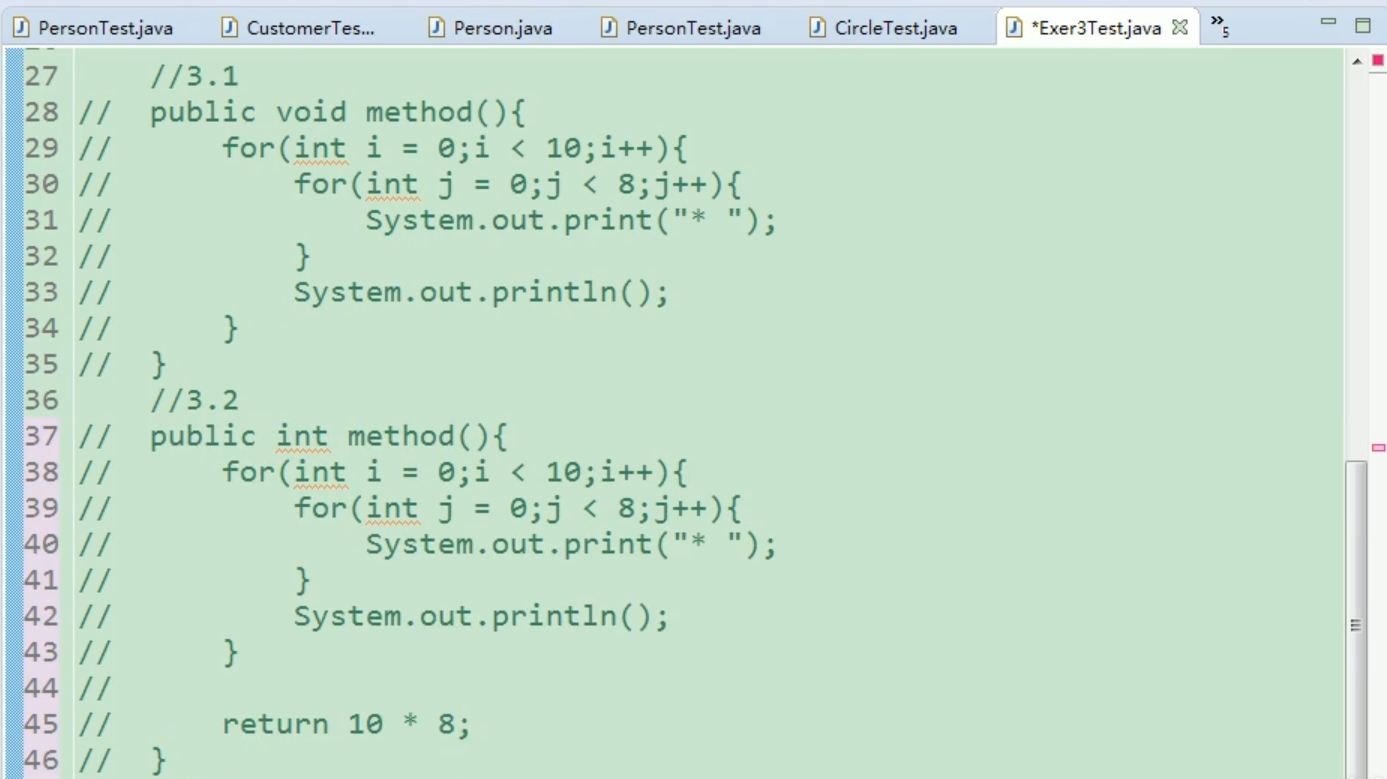 PersonTest.java CustomerTes... Person.java PersonTest.java CircleTest.java *Exer3Test.java »5
27 //3.1
28 // public void method(){
29 // for(int i = 0;i < 10;i++){
30 // for(int j = 0;j < 8;j++){
31 // System.out.print("* ");
32 // }
33 // System.out.println();
34 // }
35 // }
36 //3.2
37 // public int method(){
38 // for(int i = 0;i < 10;i++){
39 // for(int j = 0;j < 8;j++){
40 // System.out.print("* ");
41 // }
42 // System.out.println();
43 // }
44 //
45 // return 10 * 8;
46 // }